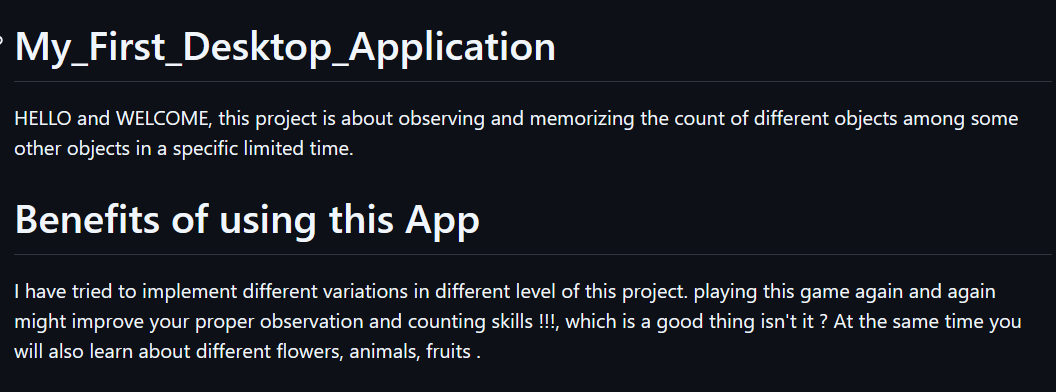 My_First_Desktop_Application
HELLO and WELCOME, this project is about observing and memorizing the count of different objects among some
other objects in a specific limited time.
Benefits of using this App
I have tried to implement different variations in different level of this project. playing this game again and again
might improve your proper observation and counting skills !!!, which is a good thing isn't it ? At the same time you
will also learn about different flowers, animals, fruits .